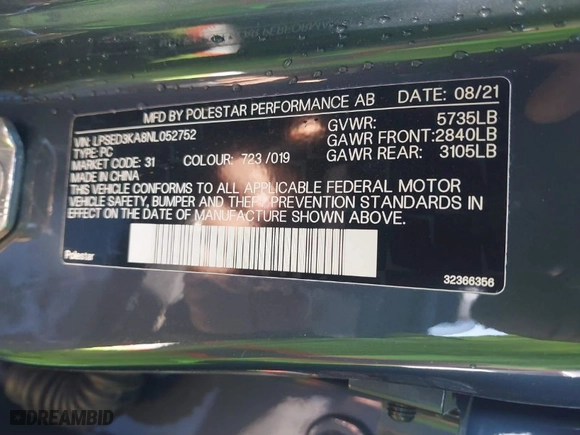 MFD BY POLESTAR PERFORMANCE AB DATE: 08/21
VIN: LPSED3KA8NL052752 GVWR: 5735LB
TYPE: PC GAWR FRONT: 2840LB
MARKET CODE: 31 COLOUR: 723 /019 GAWR REAR: 3105LB
MADE IN CHINA
THIS VEHICLE CONFORMS TO ALL APPLICABLE FEDERAL MOTOR
VEHICLE SAFETY, BUMPER AND THEFT PREVENTION STANDARDS IN
EFFECT ON THE DATE OF MANUFACTURE SHOWN ABOVE.
Polestar 32366356
DREAMBID